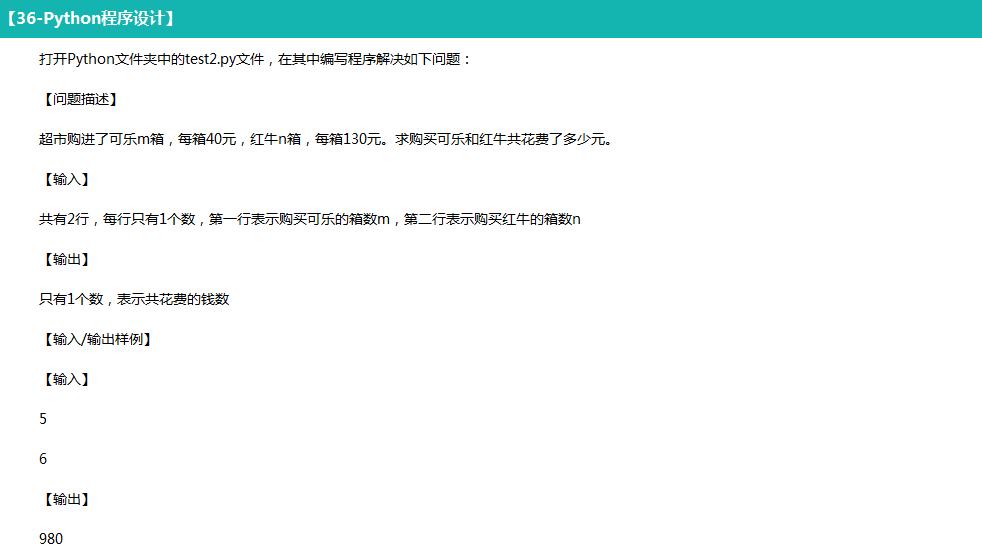 【36-Python程序设计】
打开Python文件夹中的test2.py文件，在其中编写程序解决如下问题：
【问题描述】
超市购进了可乐m箱，每箱40元，红牛n箱，每箱130元。求购买可乐和红牛共花费了多少元。
【输入】
共有2行，每行只有1个数，第一行表示购买可乐的箱数m，第二行表示购买红牛的箱数n
【输出】
只有1个数，表示共花费的钱数
【输入/输出样例】
【输入】
5
6
【输出】
980